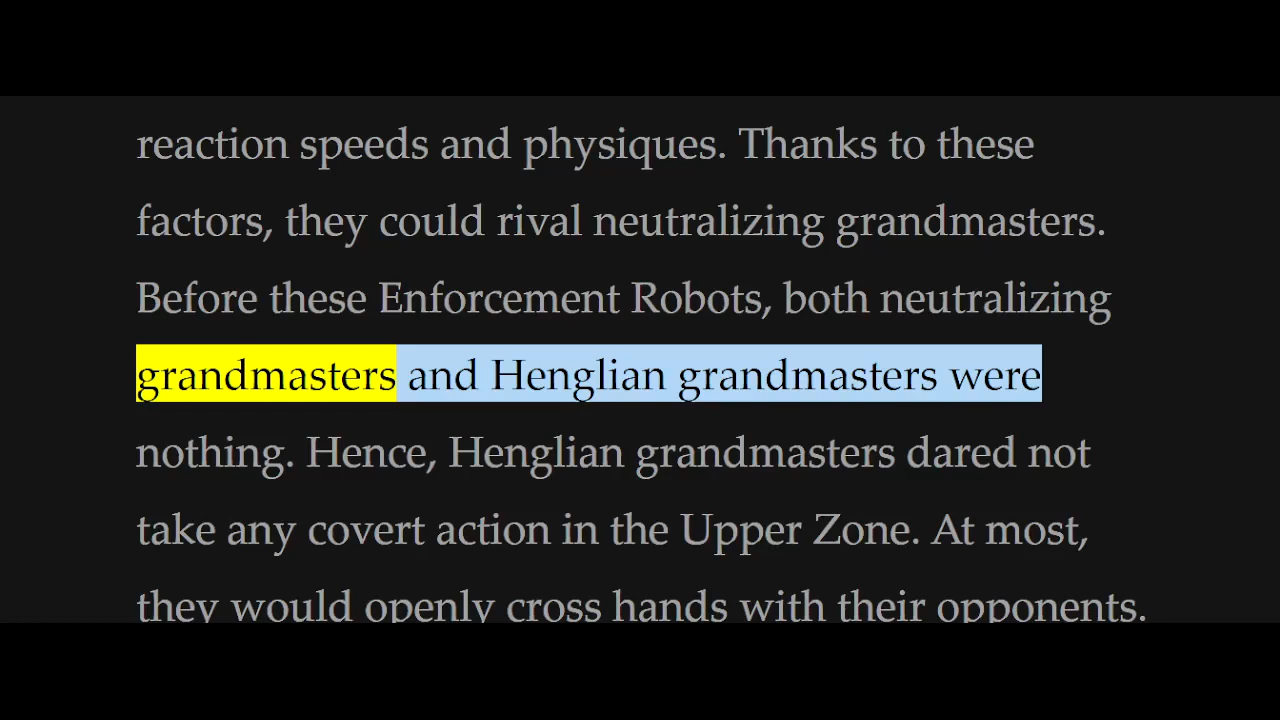 reaction speeds and physiques. Thanks to these
factors, they could rival neutralizing grandmasters.
Before these Enforcement Robots, both neutralizing
grandmasters and Henglian grandmasters were
nothing. Hence, Henglian grandmasters dared not
take any covert action in the Upper Zone. At most,
they would openly cross hands with their opponents.